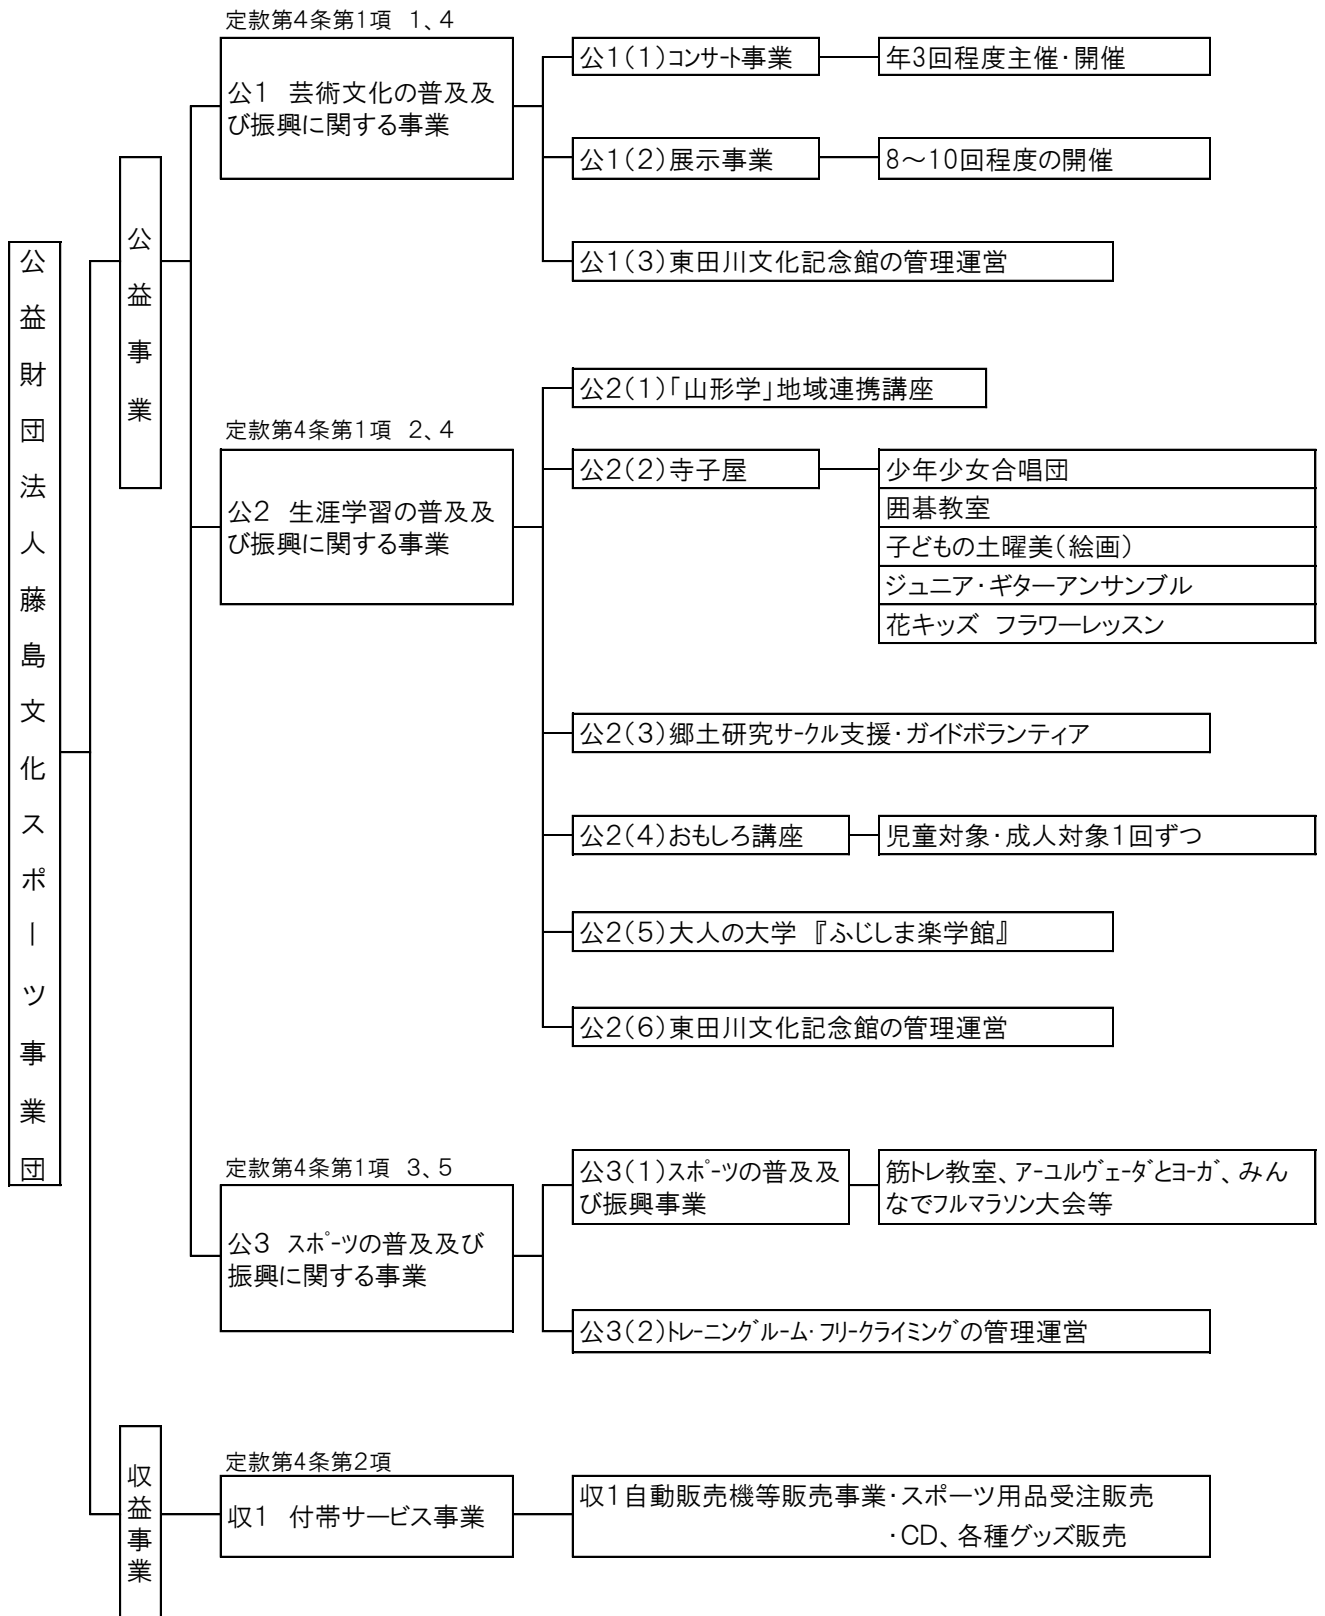 公益財団法人藤島文化スポーツ事業団
公益事業
定款第4条第1項 1、4
公1 芸術文化の普及及
び振興に関する事業
公1(1)ｺﾝｻｰﾄ事業
年3回程度主催・開催
公1(2)展示事業
8～10回程度の開催
公1(3)東田川文化記念館の管理運営
定款第4条第1項 2、4
公2 生涯学習の普及及
び振興に関する事業
公2(1)「山形学」地域連携講座
公2(2)寺子屋
少年少女合唱団
囲碁教室
子どもの土曜美(絵画)
ジュニア・ギターアンサンブル
花キッズ フラワーレッスン
公2(3)郷土研究ｻｰｸﾙ支援・ガイドボランティア
公2(4)おもしろ講座
児童対象・成人対象1回ずつ
公2(5)大人の大学 『ふじしま楽学館』
公2(6)東田川文化記念館の管理運営
定款第4条第1項 3、5
公3 ｽﾎﾟｰﾂの普及及び
振興に関する事業
公3(1)ｽﾎﾟｰﾂの普及及
び振興事業
筋トレ教室、ｱｰﾕﾙｳﾞｪｰﾀﾞとﾖｰｶﾞ、みん
なでﾌﾙﾏﾗｿﾝ大会等
公3(2)ﾄﾚｰﾆﾝｸﾞﾙｰﾑ・ﾌﾘｰｸﾗｲﾐﾝｸﾞの管理運営
収益事業
定款第4条第2項
収1 付帯サービス事業
収1自動販売機等販売事業・スポーツ用品受注販売
・CD、各種グッズ販売